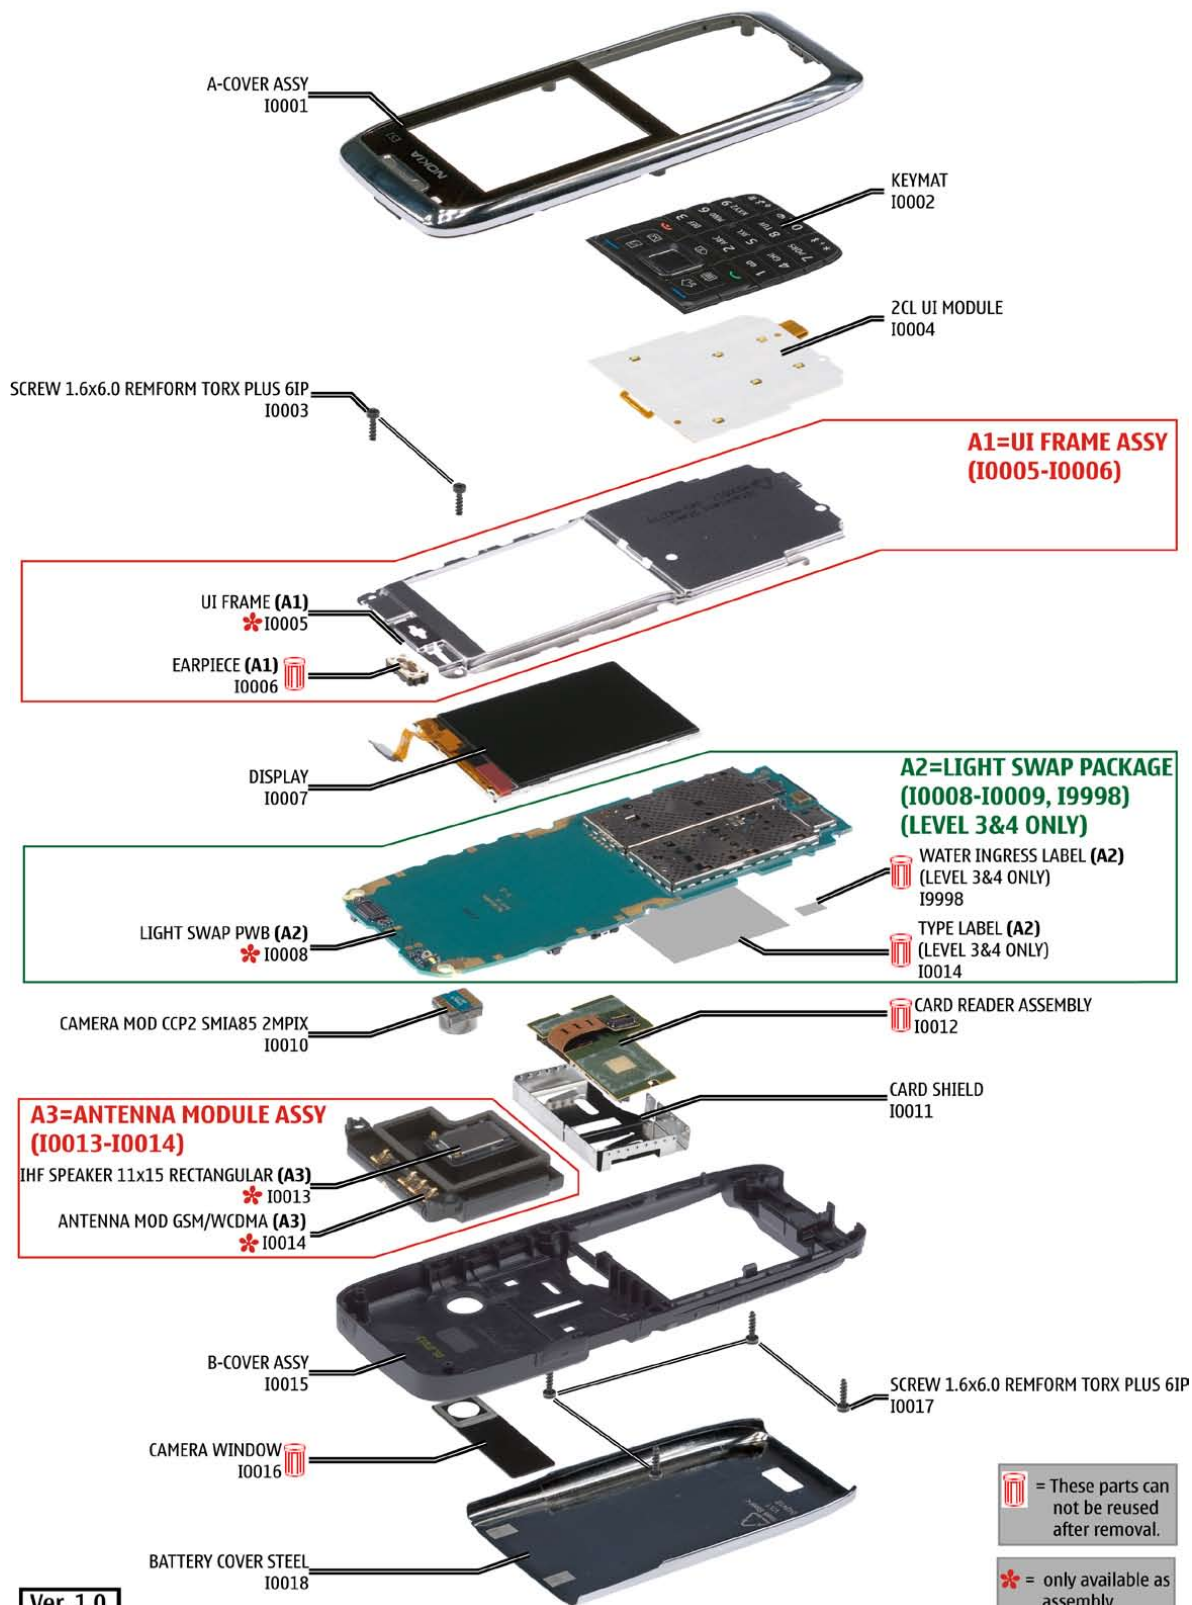 A-COVER ASSY
I0001
NOKIA
KEYMAT
I0002
2CL UI MODULE
I0004
SCREW 1.6x6.0 REMFORM TORX PLUS 6IP
I0003
A1=UI FRAME ASSY
(I0005-I0006)
UI FRAME (A1)
I0005
EARPIECE (A1)
I0006
DISPLAY
I0007
A2=LIGHT SWAP PACKAGE
(I0008-I0009, I9998)
(LEVEL 3&4 ONLY)
WATER INGRESS LABEL (A2)
(LEVEL 3&4 ONLY)
I9998
LIGHT SWAP PWB (A2)
I0008
TYPE LABEL (A2)
(LEVEL 3&4 ONLY)
I0014
CAMERA MOD CCP2 SMIA85 2MPIX
I0010
CARD READER ASSEMBLY
I0012
CARD SHIELD
I0011
A3=ANTENNA MODULE ASSY
(I0013-I0014)
IHF SPEAKER 11x15 RECTANGULAR (A3)
I0013
ANTENNA MOD GSM/WCDMA (A3)
I0014
B-COVER ASSY
I0015
SCREW 1.6x6.0 REMFORM TORX PLUS 6IP
I0017
CAMERA WINDOW
I0016
BATTERY COVER STEEL
I0018
= These parts can
not be reused
after removal.
= only available as
assembly
Ver. 1.0